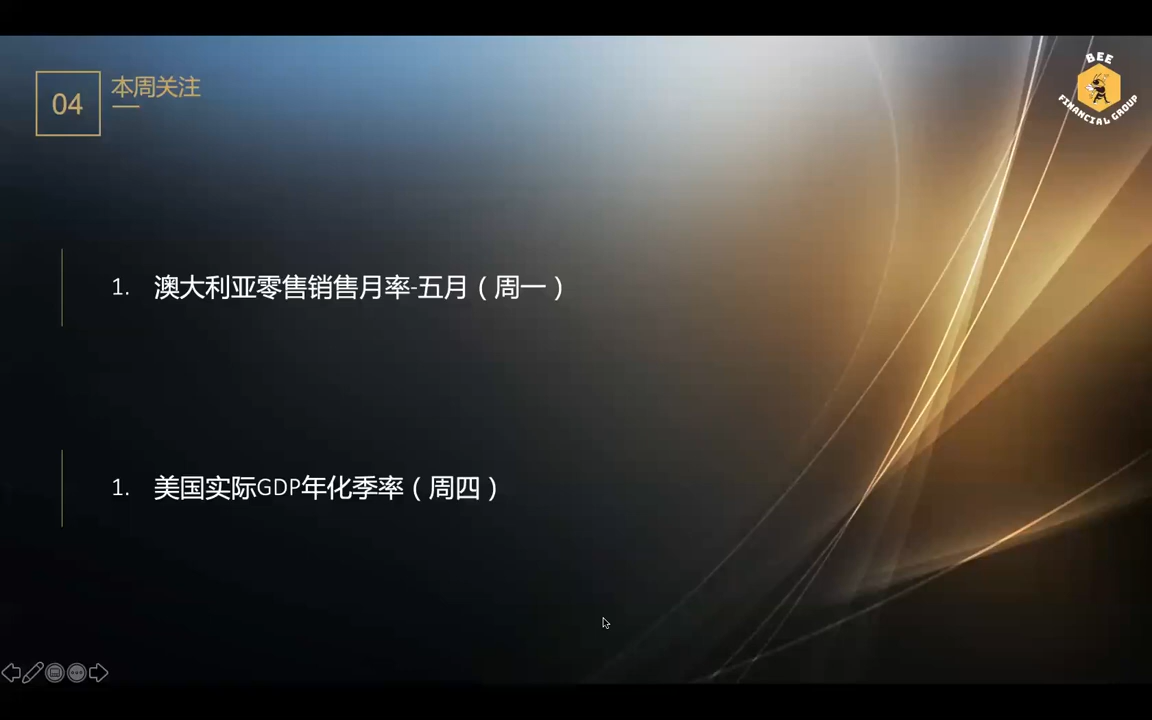 04
本周关注
BEE
FINANCIAL GROUP
1. 澳大利亚零售销售月率-五月（周一）
1. 美国实际GDP年化季率（周四）